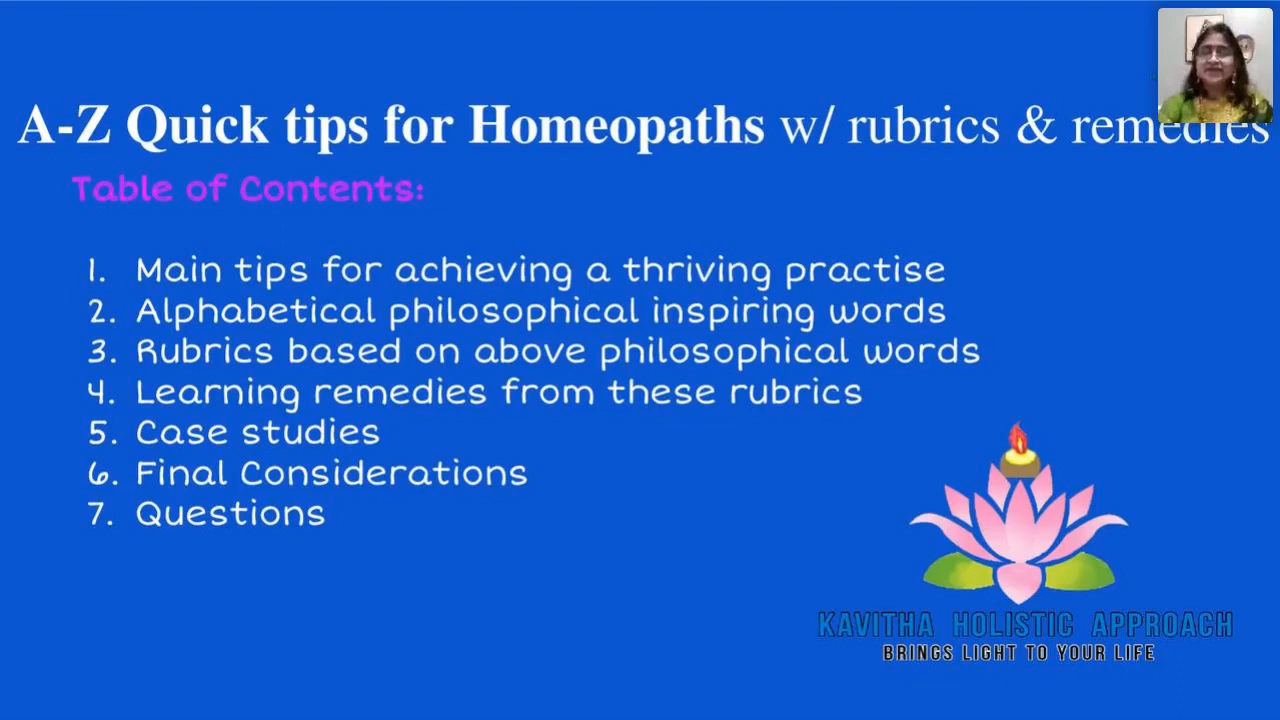 A-Z Quick tips for Homeopaths w/ rubrics & remedies
Table of Contents:
1. Main tips for achieving a thriving practise
2. Alphabetical philosophical inspiring words
3. Rubrics based on above philosophical words
4. Learning remedies from these rubrics
5. Case studies
6. Final Considerations
7. Questions
KAVITHA HOLISTIC APPROACH
BRINGS LIGHT TO YOUR LIFE